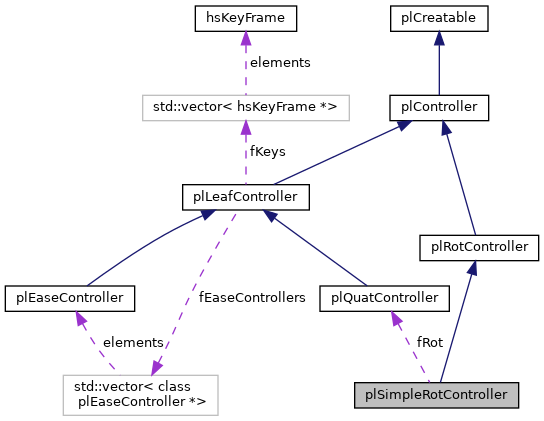 hsKeyFrame
plCreatable
elements
std::vector< hsKeyFrame *>
plController
fKeys
plLeafController
plRotController
plEaseController
fEaseControllers
plQuatController
elements
fRot
std::vector< class
plEaseController *>
plSimpleRotController